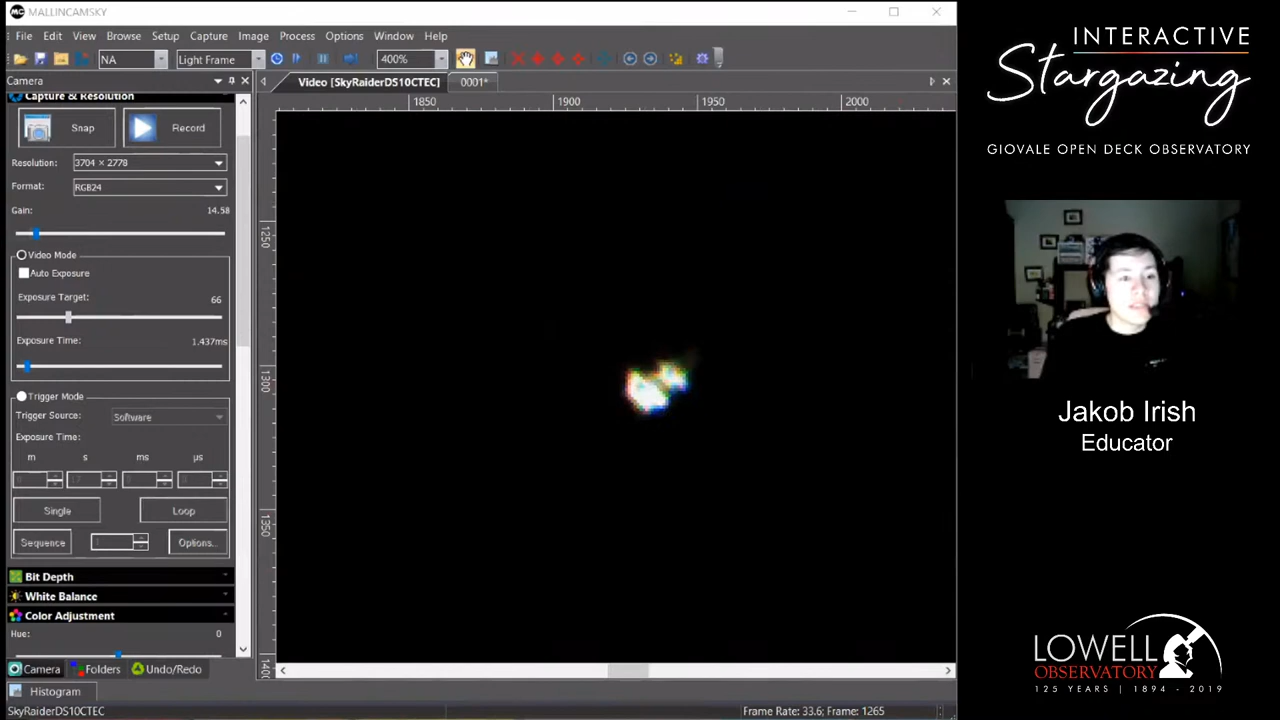 MALLINCAMSKY
File Edit View Browse Setup Capture Image Process Options Window Help
NA Light Frame 400%
Camera
Video [SkyRaiderDS10CTEC] 0001*
Capture & Resolution
Snap Record
Resolution: 3704 × 2778
Format: RGB24
Gain: 14.58
Video Mode
Auto Exposure
Exposure Target: 66
Exposure Time: 1.437ms
Trigger Mode
Trigger Source: Software
Exposure Time:
m s ms µs
Single Loop
Sequence 1 Options...
Bit Depth
White Balance
Color Adjustment
Hue: 0
Camera Folders Undo/Redo
Histogram
SkyRaiderDS10CTEC
Frame Rate: 33.6; Frame: 1265
1850 1900 1950 2000
1250
1300
1350
INTERACTIVE
Stargazing
GIOVALE OPEN DECK OBSERVATORY
Jakob Irish
Educator
LOWELL
OBSERVATORY
125 YEARS | 1894 - 2019